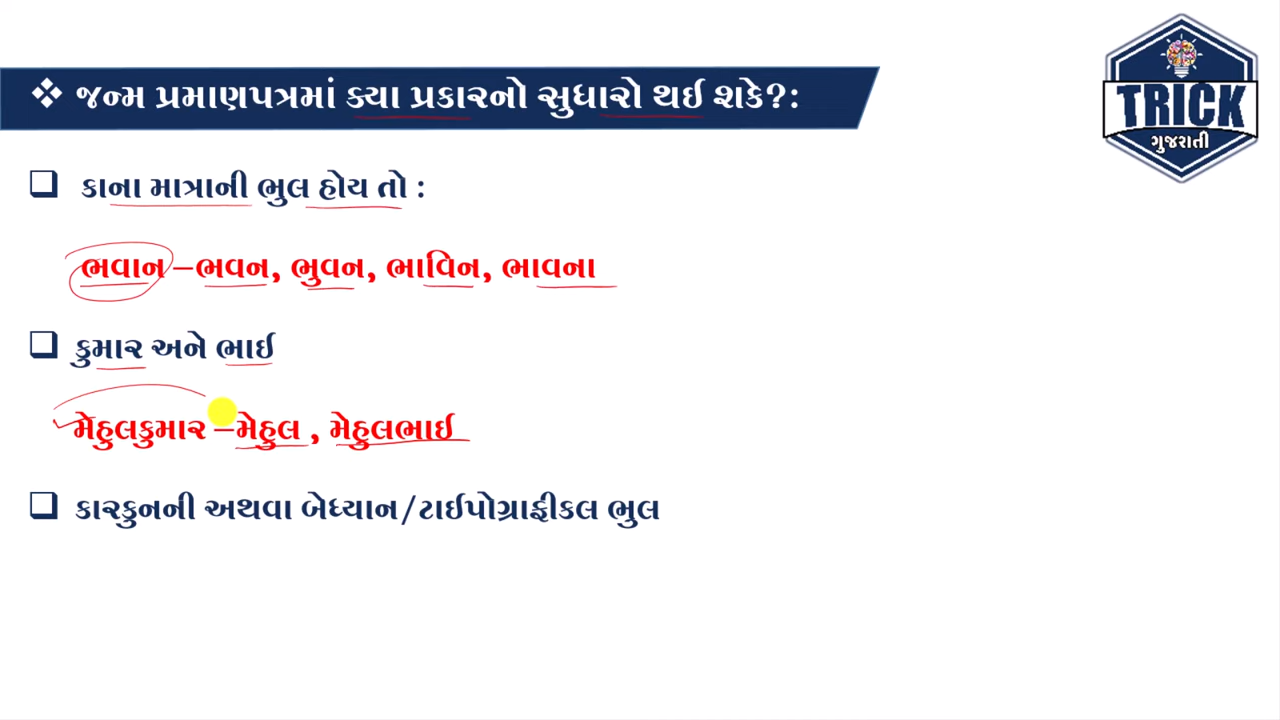 ❖ જન્મ પ્રમાણપત્રમાં ક્યા પ્રકારનો સુધારો થઈ શકે?:
TRICK
ગુજરાતી
❑ કાના માત્રાની ભુલ હોય તો :
ભવાન –ભવન, ભુવન, ભાવિન, ભાવના
❑ કુમાર અને ભાઈ
મેહુલકુમાર –મેહુલ , મેહુલભાઈ
❑ કારકુનની અથવા બેધ્યાન/ટાઈપોગ્રાફીકલ ભુલ